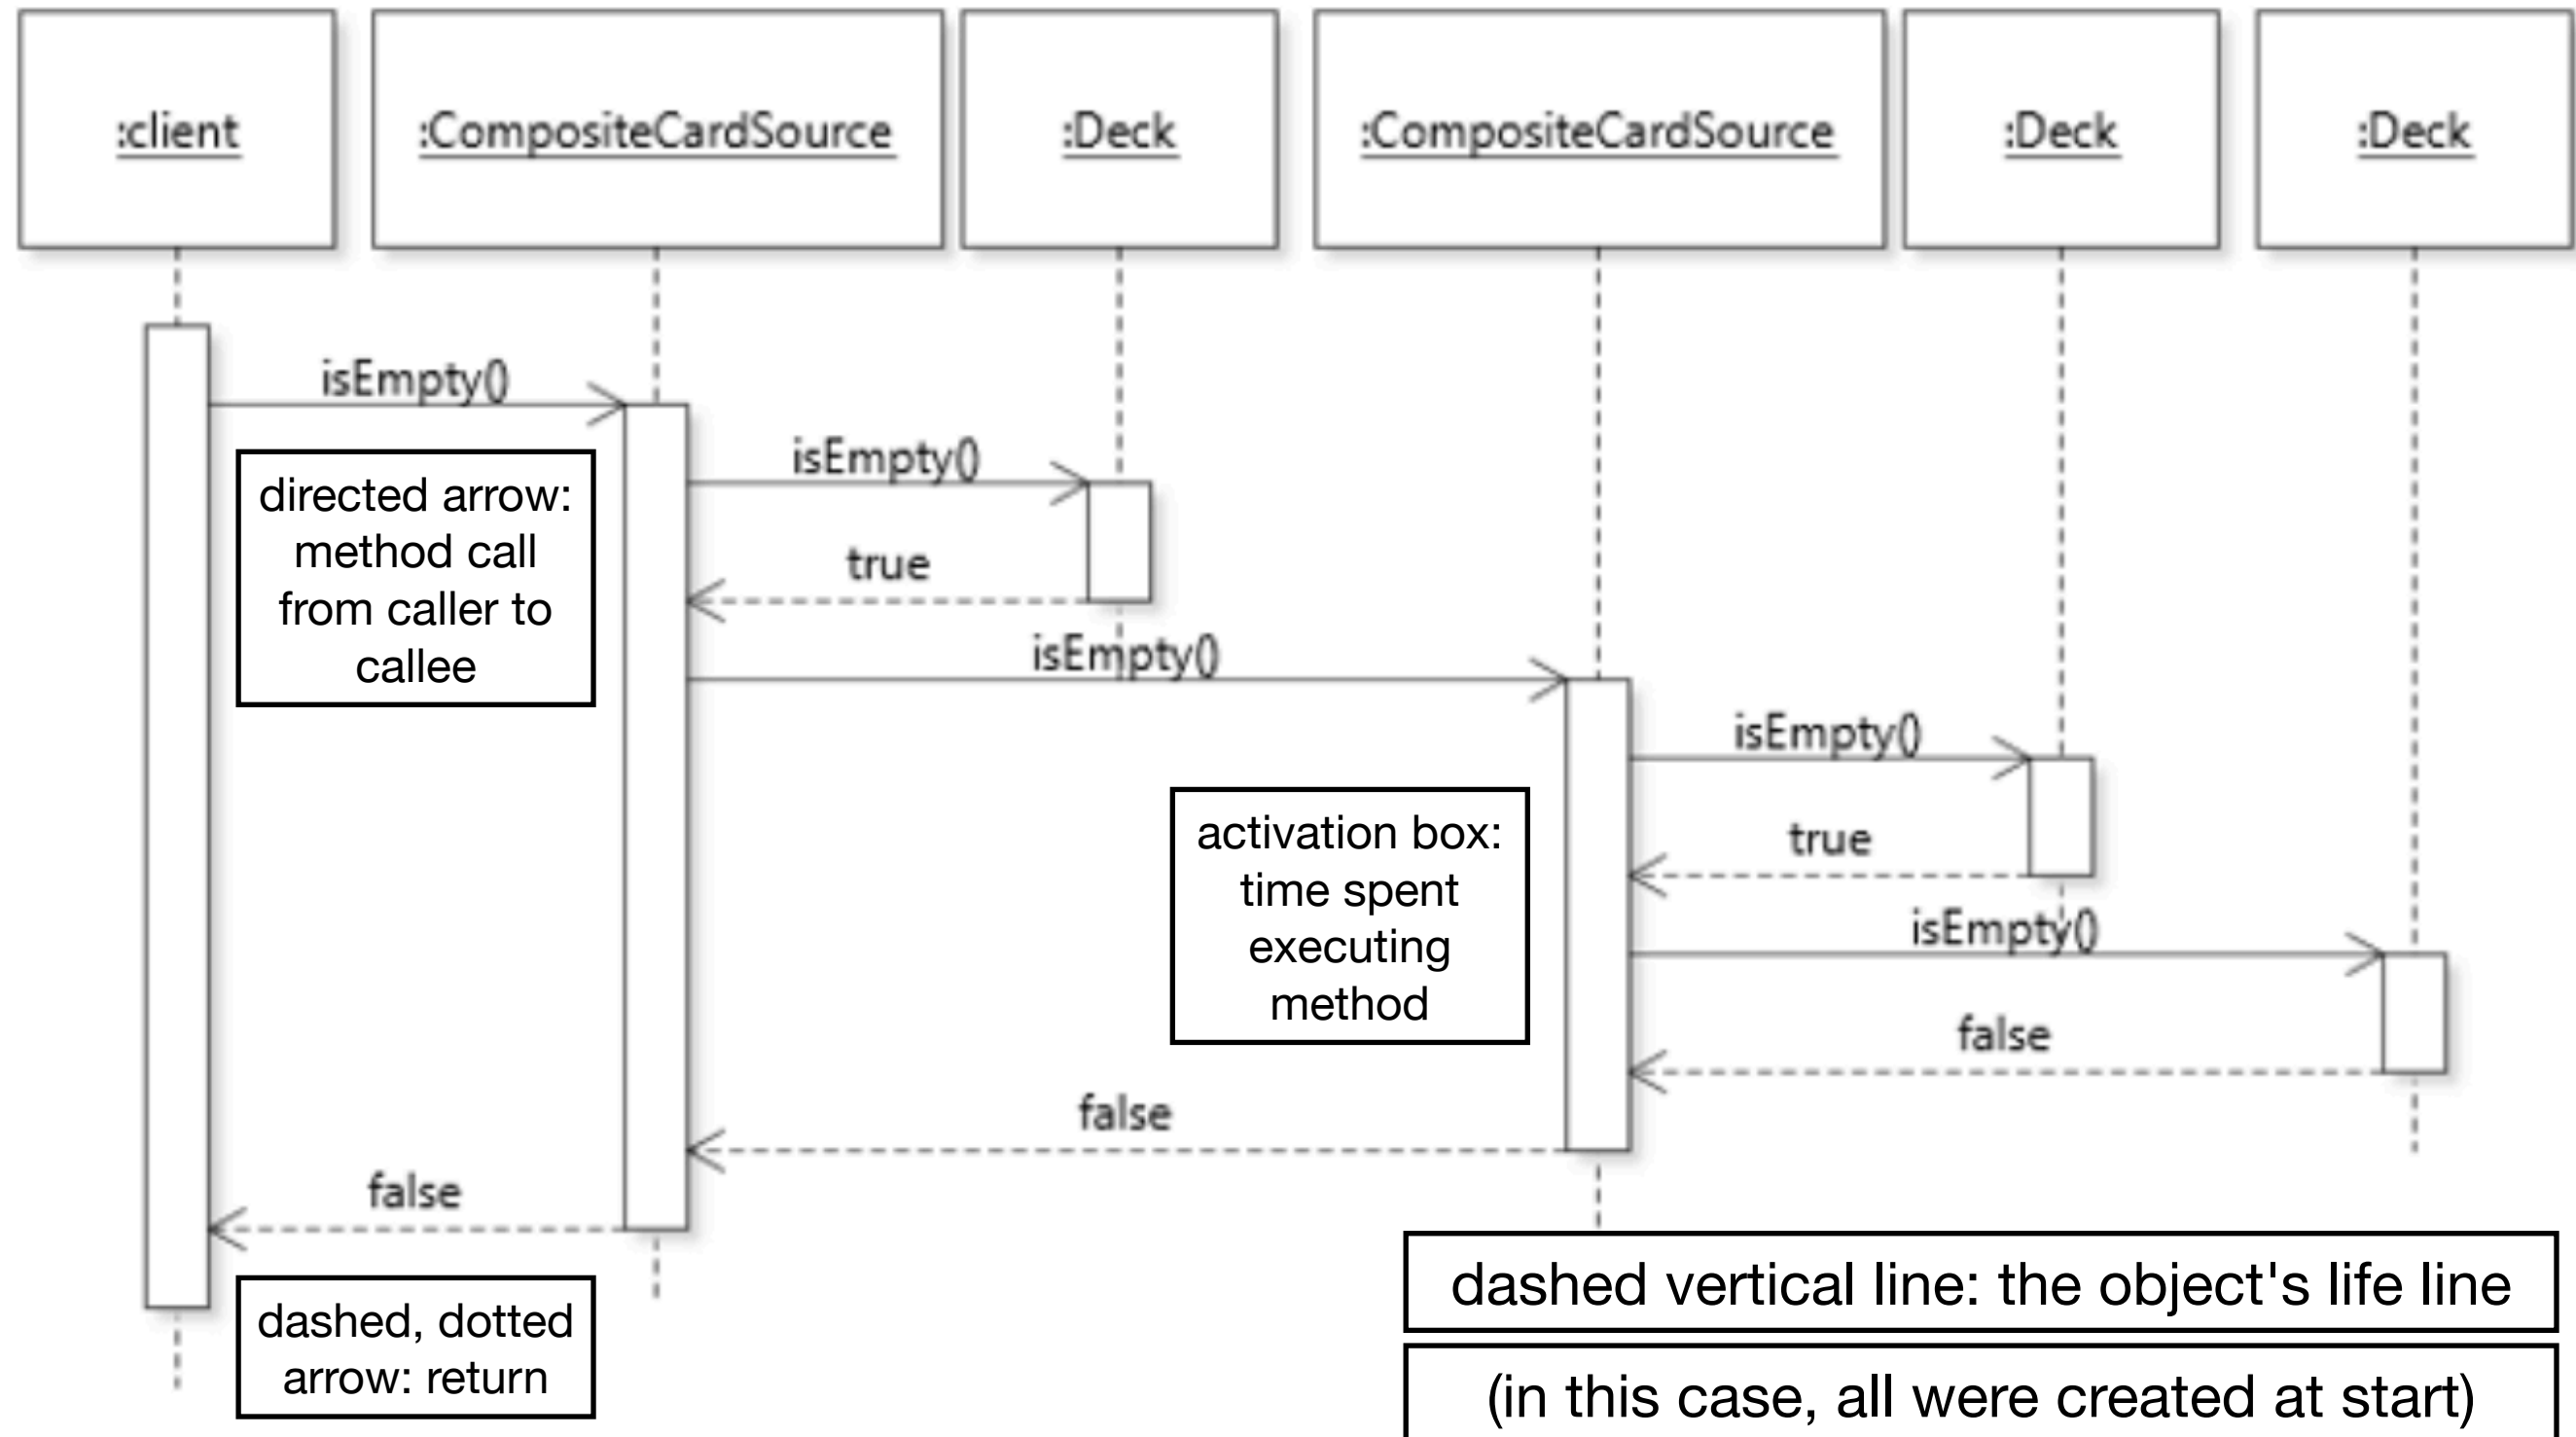 :client
:CompositeCardSource
:Deck
:CompositeCardSource
:Deck
:Deck
isEmpty()
isEmpty()
directed arrow:
method call
from caller to
callee
true
isEmpty()
isEmpty()
activation box:
time spent
executing
method
true
isEmpty()
false
false
false
dashed, dotted
arrow: return
dashed vertical line: the object's life line
(in this case, all were created at start)